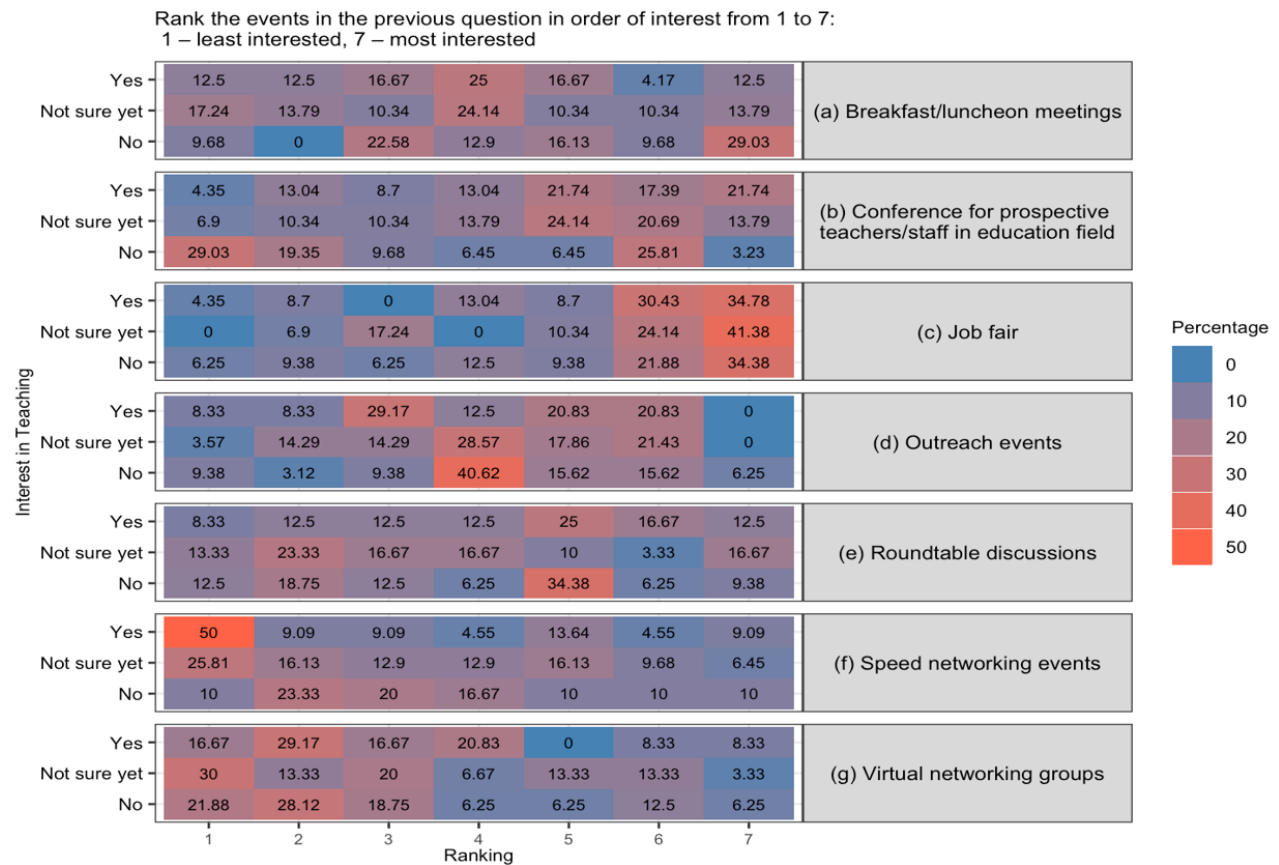 Rank the events in the previous question in order of interest from 1 to 7:
1 – least interested, 7 – most interested
Interest in Teaching
Yes 12.5 12.5 16.67 25 16.67 4.17 12.5
Not sure yet 17.24 13.79 10.34 24.14 10.34 10.34 13.79
No 9.68 0 22.58 12.9 16.13 9.68 29.03
(a) Breakfast/luncheon meetings
Yes 4.35 13.04 8.7 13.04 21.74 17.39 21.74
Not sure yet 6.9 10.34 10.34 13.79 24.14 20.69 13.79
No 29.03 19.35 9.68 6.45 6.45 25.81 3.23
(b) Conference for prospective
teachers/staff in education field
Yes 4.35 8.7 0 13.04 8.7 30.43 34.78
Not sure yet 0 6.9 17.24 0 10.34 24.14 41.38
No 6.25 9.38 6.25 12.5 9.38 21.88 34.38
(c) Job fair
Yes 8.33 8.33 29.17 12.5 20.83 20.83 0
Not sure yet 3.57 14.29 14.29 28.57 17.86 21.43 0
No 9.38 3.12 9.38 40.62 15.62 15.62 6.25
(d) Outreach events
Yes 8.33 12.5 12.5 12.5 25 16.67 12.5
Not sure yet 13.33 23.33 16.67 16.67 10 3.33 16.67
No 12.5 18.75 12.5 6.25 34.38 6.25 9.38
(e) Roundtable discussions
Yes 50 9.09 9.09 4.55 13.64 4.55 9.09
Not sure yet 25.81 16.13 12.9 12.9 16.13 9.68 6.45
No 10 23.33 20 16.67 10 10 10
(f) Speed networking events
Yes 16.67 29.17 16.67 20.83 0 8.33 8.33
Not sure yet 30 13.33 20 6.67 13.33 13.33 3.33
No 21.88 28.12 18.75 6.25 6.25 12.5 6.25
(g) Virtual networking groups
1 2 3 4 5 6 7
Ranking
Percentage
0
10
20
30
40
50